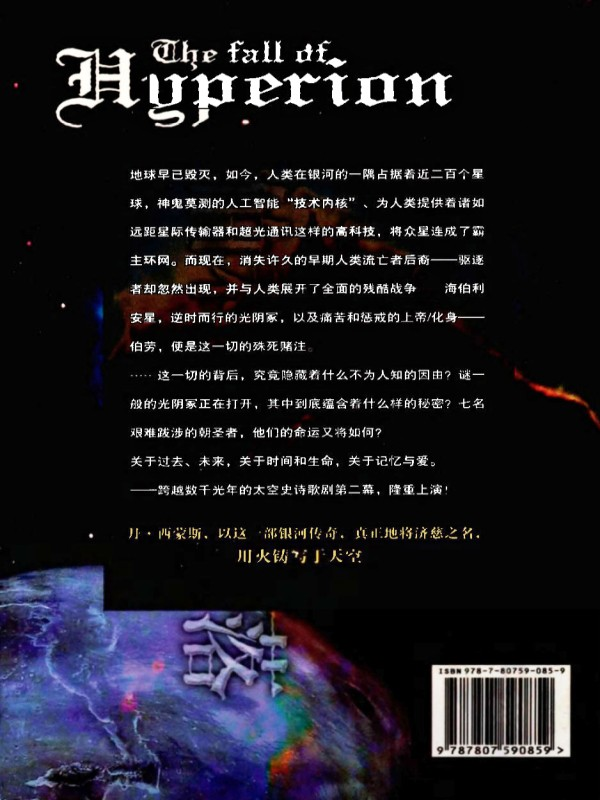 The fall of
Hyperion
地球早已毁灭，如今，人类在银河的一隅占据着近二百个星
球，神鬼莫测的人工智能“技术内核”、为人类提供着诸如
远距星际传输器和超光通讯这样的高科技，将众星连成了霸
主环网。而现在，消失许久的早期人类流亡者后裔——驱逐
者却忽然出现，并与人类展开了全面的残酷战争　　海伯利
安星，逆时而行的光阴冢，以及痛苦和惩戒的上帝/化身——
伯劳，便是这一切的殊死赌注。
……这一切的背后，究竟隐藏着什么不为人知的因由？谜一
般的光阴冢正在打开，其中到底蕴含着什么样的秘密？七名
艰难跋涉的朝圣者，他们的命运又将如何？
关于过去、未来，关于时间和生命，关于记忆与爱。
——跨越数千光年的太空史诗歌剧第二幕，隆重上演！
丹·西蒙斯，以这一部银河传奇，真正地将济慈之名，
用火铸写于天空
落
ISBN 978-7-80759-085-9
9 787807 590859 >